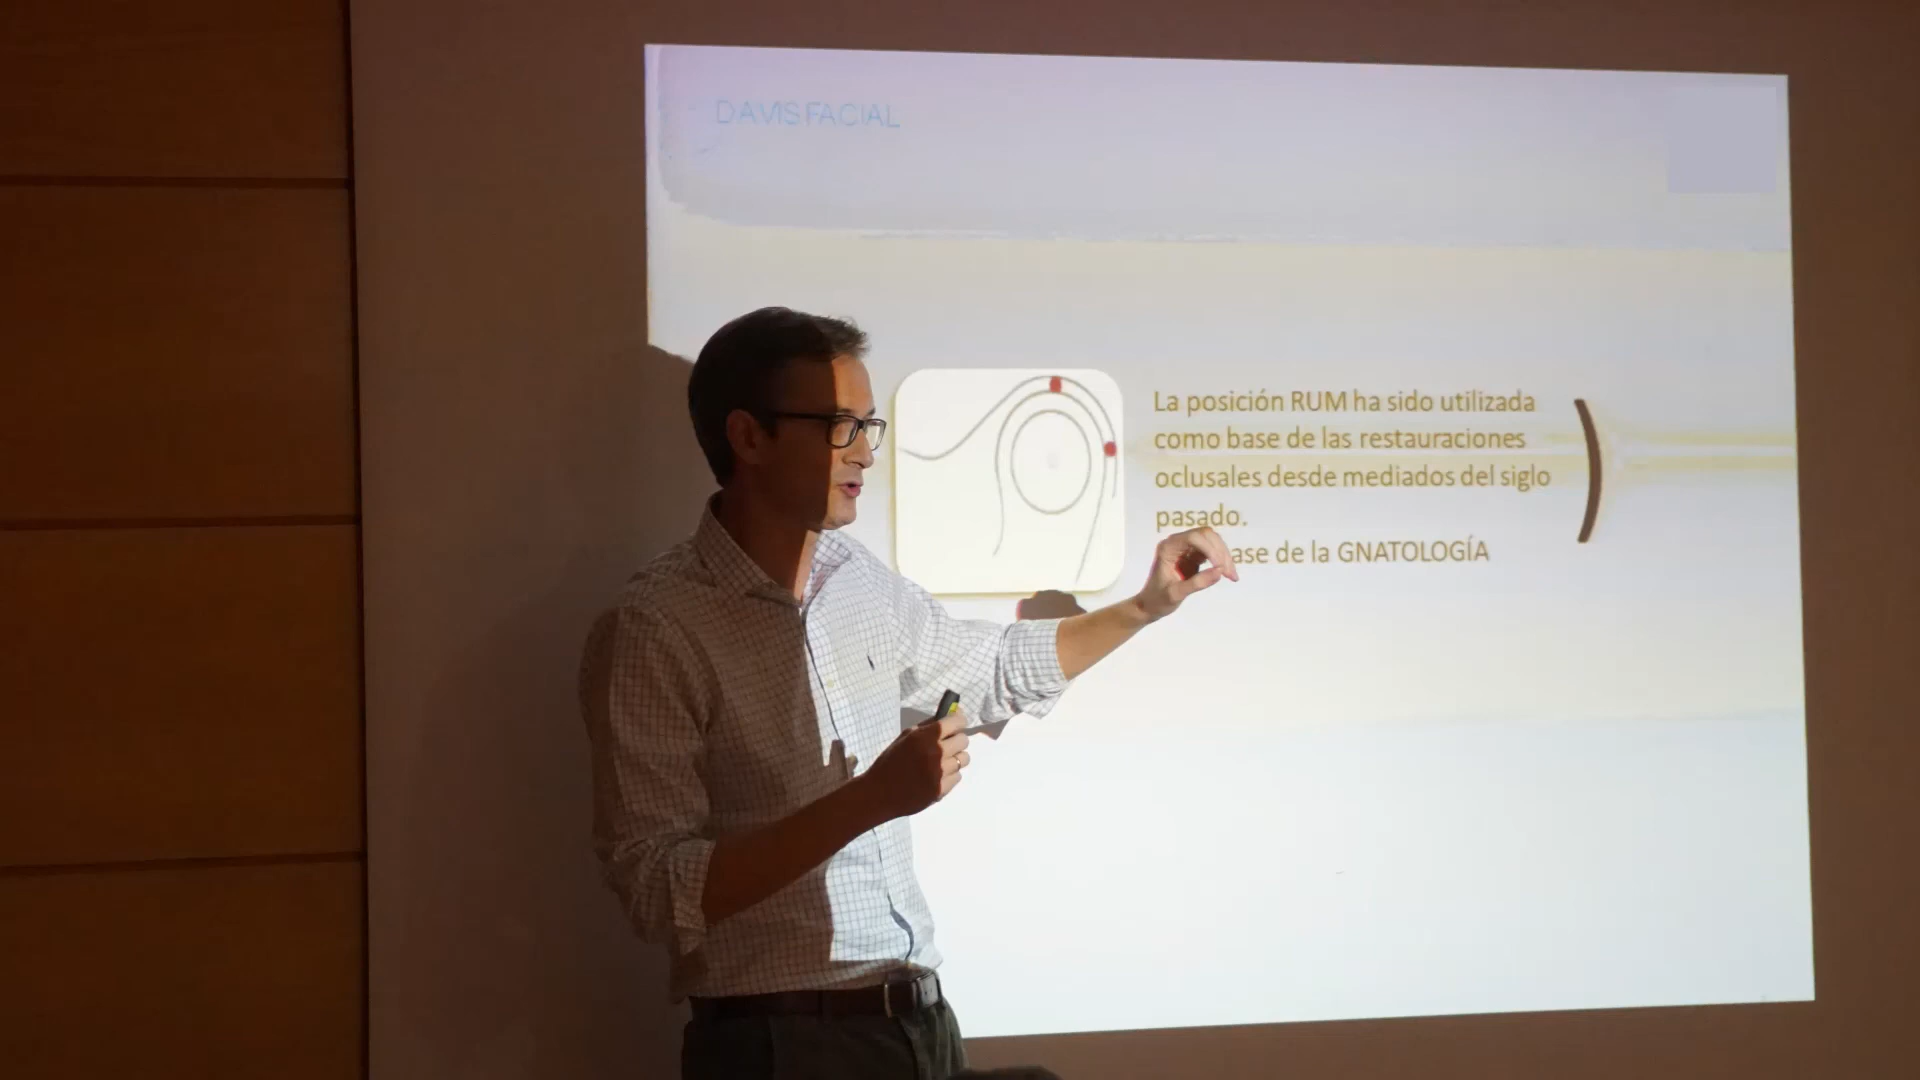 DAVIS FACIAL
La posición RUM ha sido utilizada
como base de las restauraciones
oclusales desde mediados del siglo
pasado.
ase de la GNATOLOGÍA